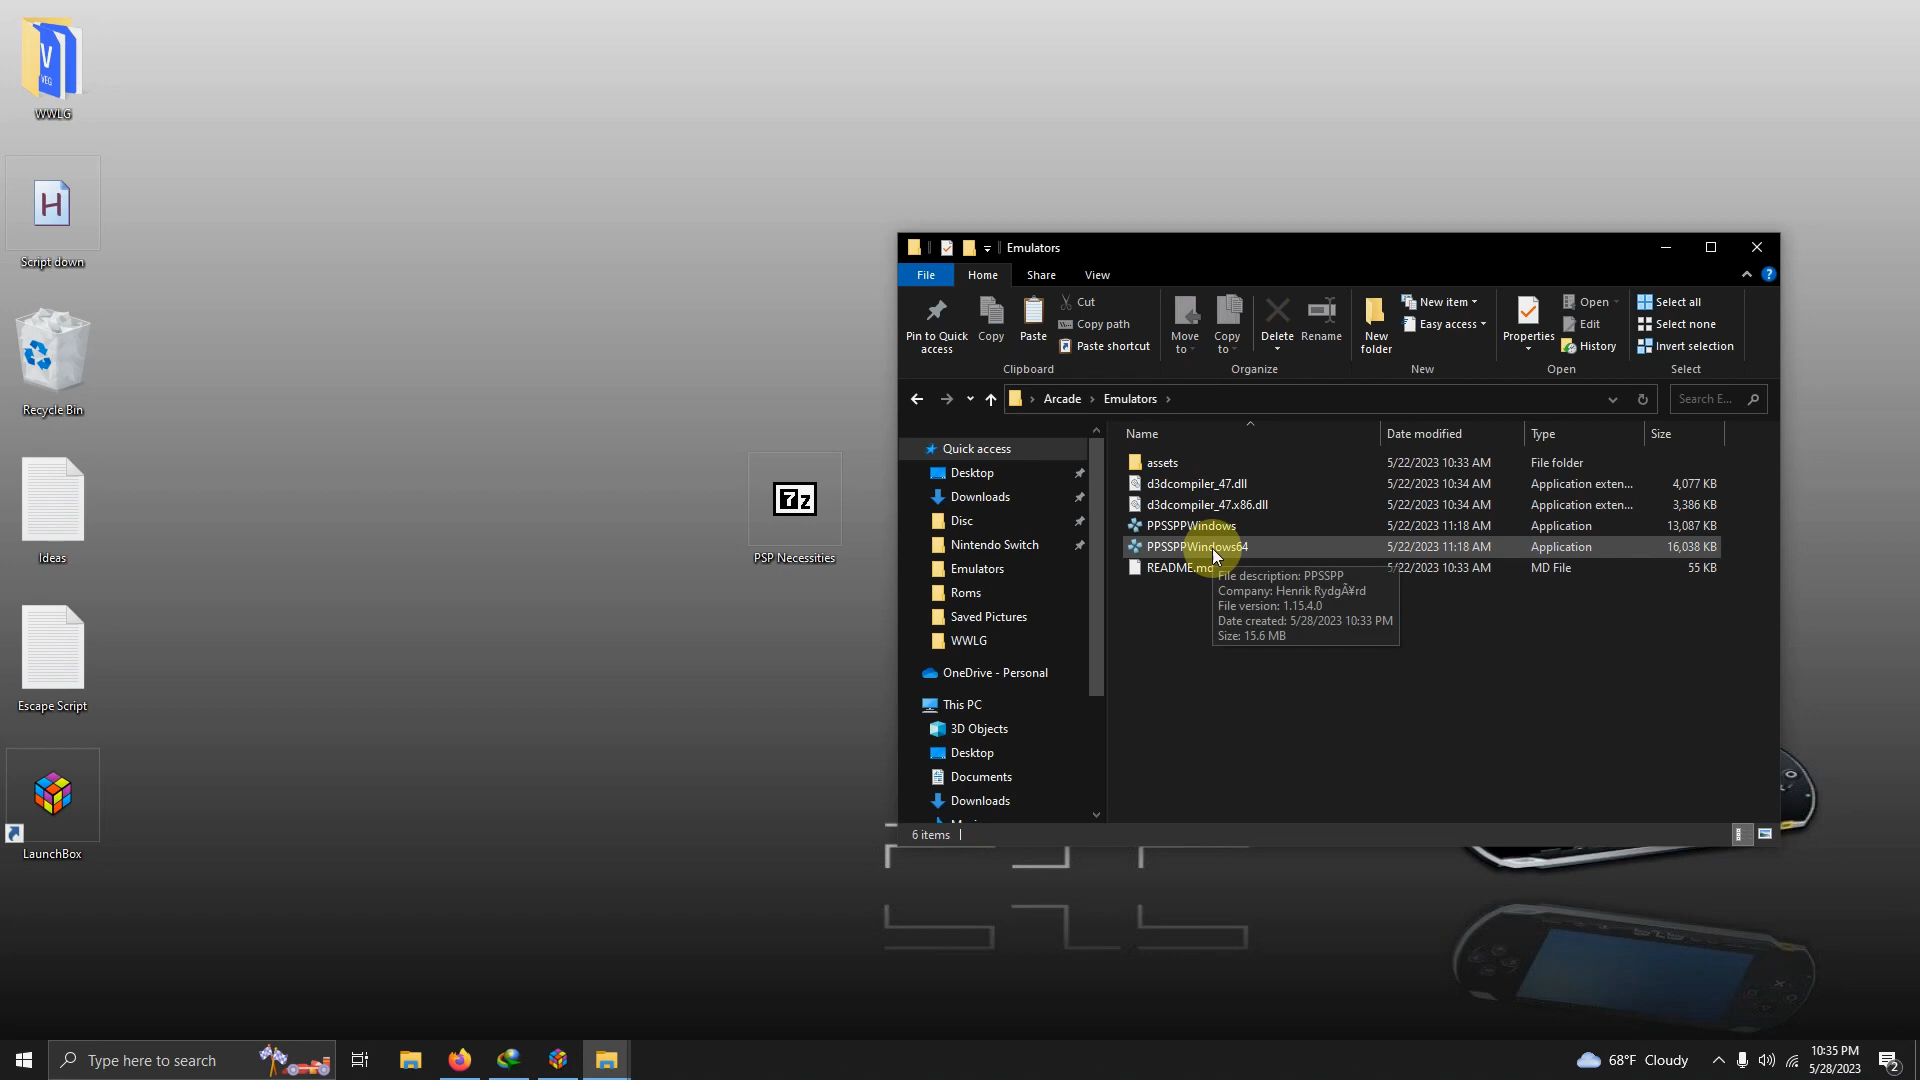 WWLG
Script down
Recycle Bin
Ideas
Escape Script
LaunchBox
PSP Necessities
7z
V
VEG
H
Emulators
File
Home
Share
View
Pin to Quick access
Copy
Paste
Cut
Copy path
Paste shortcut
Clipboard
Move to
Copy to
Delete
Rename
Organize
New folder
New item
Easy access
New
Properties
Open
Edit
History
Open
Select all
Select none
Invert selection
Select
Arcade > Emulators >
Search E...
Name Date modified Type Size
assets 5/22/2023 10:33 AM File folder
d3dcompiler_47.dll 5/22/2023 10:34 AM Application exten... 4,077 KB
d3dcompiler_47.x86.dll 5/22/2023 10:34 AM Application exten... 3,386 KB
PPSSPPWindows 5/22/2023 11:18 AM Application 13,087 KB
PPSSPPWindows64 5/22/2023 11:18 AM Application 16,038 KB
README.md 5/22/2023 10:33 AM MD File 55 KB
File description: PPSSPP
Company: Henrik RydgÃ¥rd
File version: 1.15.4.0
Date created: 5/28/2023 10:33 PM
Size: 15.6 MB
Quick access
Desktop
Downloads
Disc
Nintendo Switch
Emulators
Roms
Saved Pictures
WWLG
OneDrive - Personal
This PC
3D Objects
Desktop
Documents
Downloads
6 items
Type here to search
68°F Cloudy
10:35 PM
5/28/2023
2